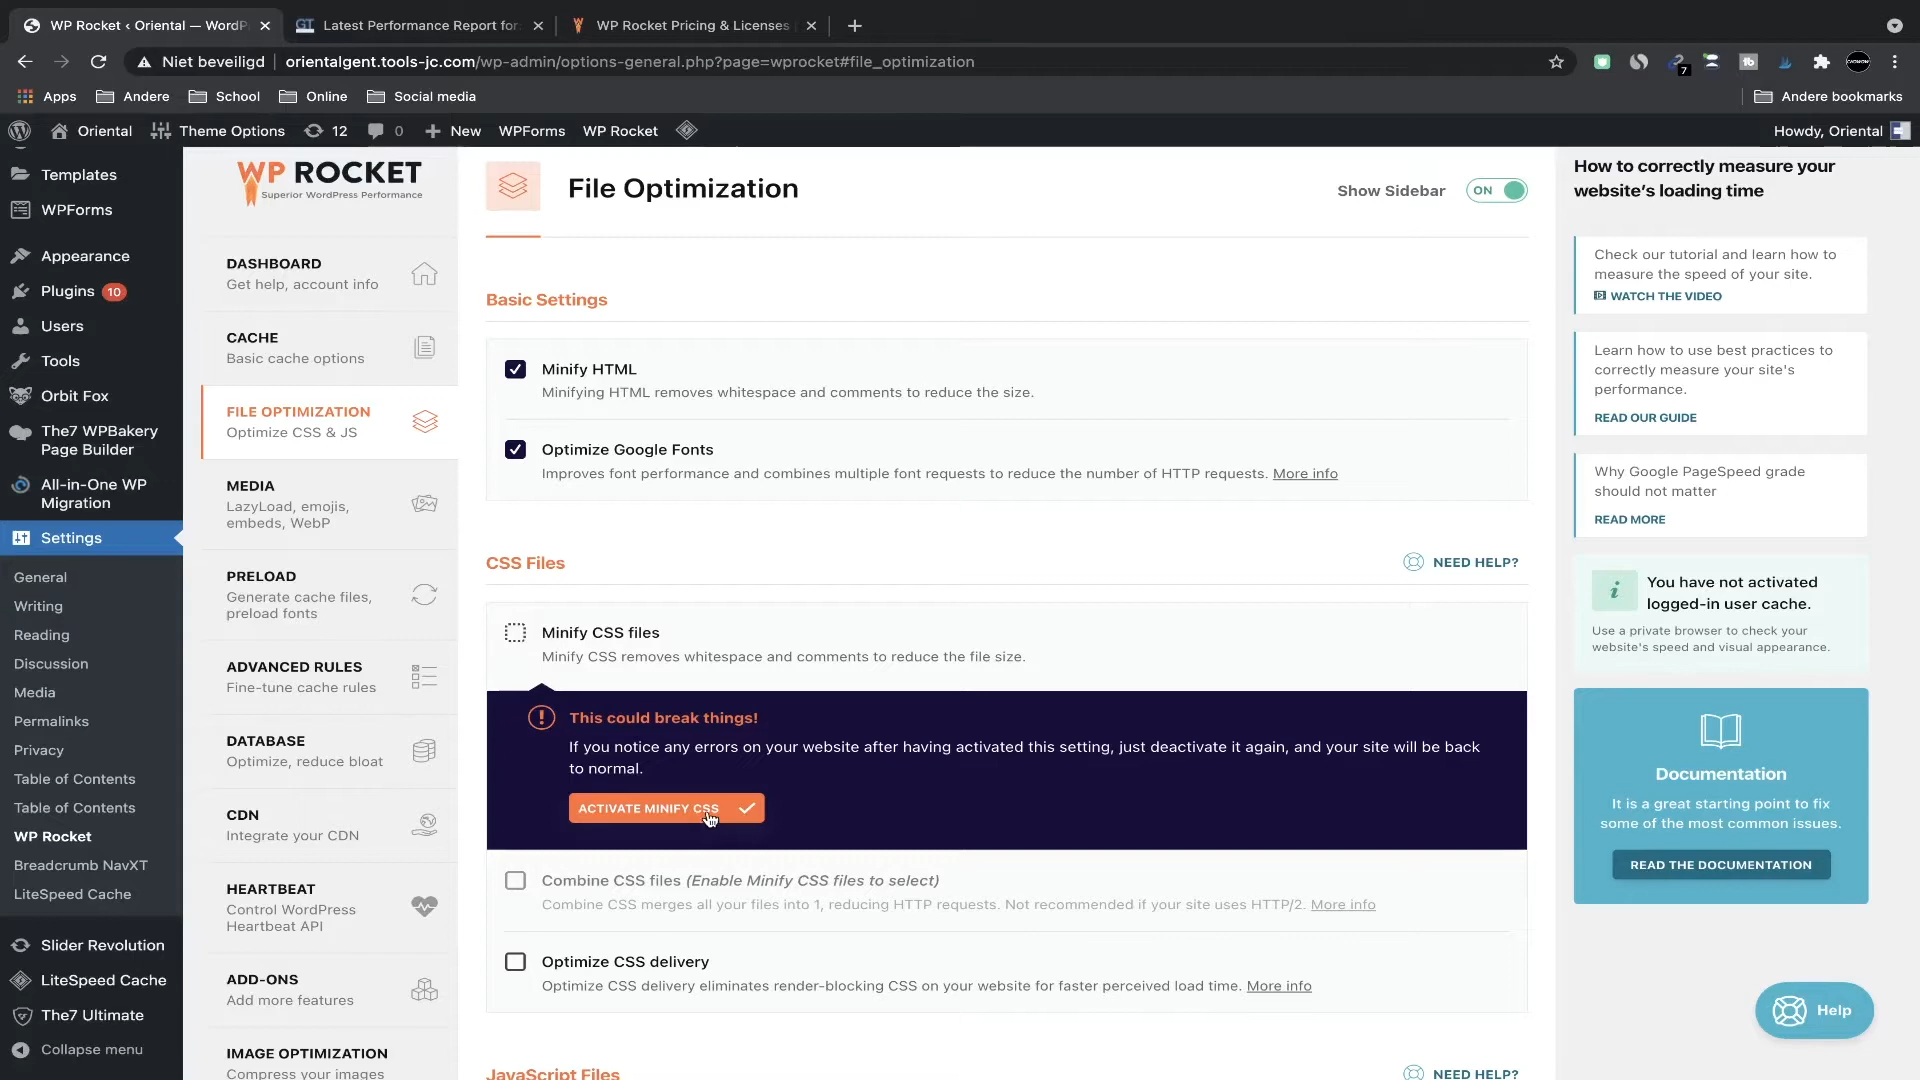 WP Rocket ‹ Oriental — WordP
Latest Performance Report for
WP Rocket Pricing & Licenses
Niet beveiligd
orientalgent.tools-jc.com/wp-admin/options-general.php?page=wprocket#file_optimization
7
Apps
Andere
School
Online
Social media
Andere bookmarks
Oriental
Theme Options
12
0
New
WPForms
WP Rocket
Howdy, Oriental
Templates
WPForms
Appearance
Plugins 10
Users
Tools
Orbit Fox
The7 WPBakery
Page Builder
All-in-One WP
Migration
Settings
General
Writing
Reading
Discussion
Media
Permalinks
Privacy
Table of Contents
Table of Contents
WP Rocket
Breadcrumb NavXT
LiteSpeed Cache
Slider Revolution
LiteSpeed Cache
The7 Ultimate
Collapse menu
WP ROCKET
Superior WordPress Performance
DASHBOARD
Get help, account info
CACHE
Basic cache options
FILE OPTIMIZATION
Optimize CSS & JS
MEDIA
LazyLoad, emojis,
embeds, WebP
PRELOAD
Generate cache files,
preload fonts
ADVANCED RULES
Fine-tune cache rules
DATABASE
Optimize, reduce bloat
CDN
Integrate your CDN
HEARTBEAT
Control WordPress
Heartbeat API
ADD-ONS
Add more features
IMAGE OPTIMIZATION
Compress your images
File Optimization
Show Sidebar
ON
Basic Settings
Minify HTML
Minifying HTML removes whitespace and comments to reduce the size.
Optimize Google Fonts
Improves font performance and combines multiple font requests to reduce the number of HTTP requests. More info
CSS Files
NEED HELP?
Minify CSS files
Minify CSS removes whitespace and comments to reduce the file size.
This could break things!
If you notice any errors on your website after having activated this setting, just deactivate it again, and your site will be back
to normal.
ACTIVATE MINIFY CSS
Combine CSS files (Enable Minify CSS files to select)
Combine CSS merges all your files into 1, reducing HTTP requests. Not recommended if your site uses HTTP/2. More info
Optimize CSS delivery
Optimize CSS delivery eliminates render-blocking CSS on your website for faster perceived load time. More info
JavaScript Files
NEED HELP?
How to correctly measure your
website's loading time
Check our tutorial and learn how to
measure the speed of your site.
WATCH THE VIDEO
Learn how to use best practices to
correctly measure your site's
performance.
READ OUR GUIDE
Why Google PageSpeed grade
should not matter
READ MORE
You have not activated
logged-in user cache.
Use a private browser to check your
website's speed and visual appearance.
Documentation
It is a great starting point to fix
some of the most common issues.
READ THE DOCUMENTATION
Help